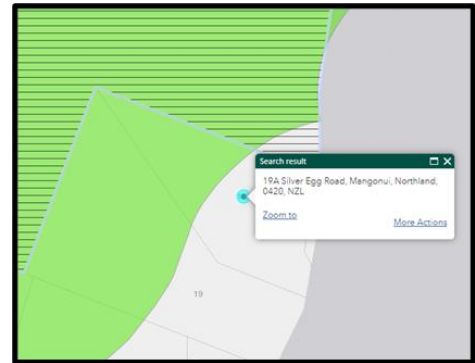 Search result
19A Silver Egg Road, Mangonui, Northland,
0420, NZL
Zoom to
More Actions
19